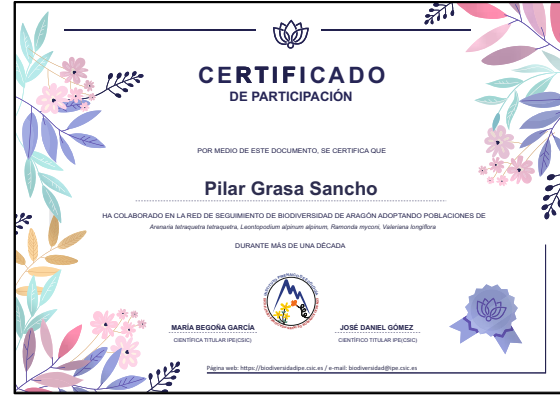 CERTIFICADO
DE PARTICIPACIÓN
POR MEDIO DE ESTE DOCUMENTO, SE CERTIFICA QUE
Pilar Grasa Sancho
HA COLABORADO EN LA RED DE SEGUIMIENTO DE BIODIVERSIDAD DE ARAGÓN ADOPTANDO POBLACIONES DE
Arenaria tetraquetra tetraquetra, Leontopodium alpinum alpinum, Ramonda myconi, Valeriana longiflora
DURANTE MÁS DE UNA DÉCADA
MARÍA BEGOÑA GARCÍA
CIENTÍFICA TITULAR IPE(CSIC)
JOSÉ DANIEL GÓMEZ
CIENTÍFICO TITULAR IPE(CSIC)
Página web: https://biodiversidadipe.csic.es / e-mail: biodiversidad@ipe.csic.es